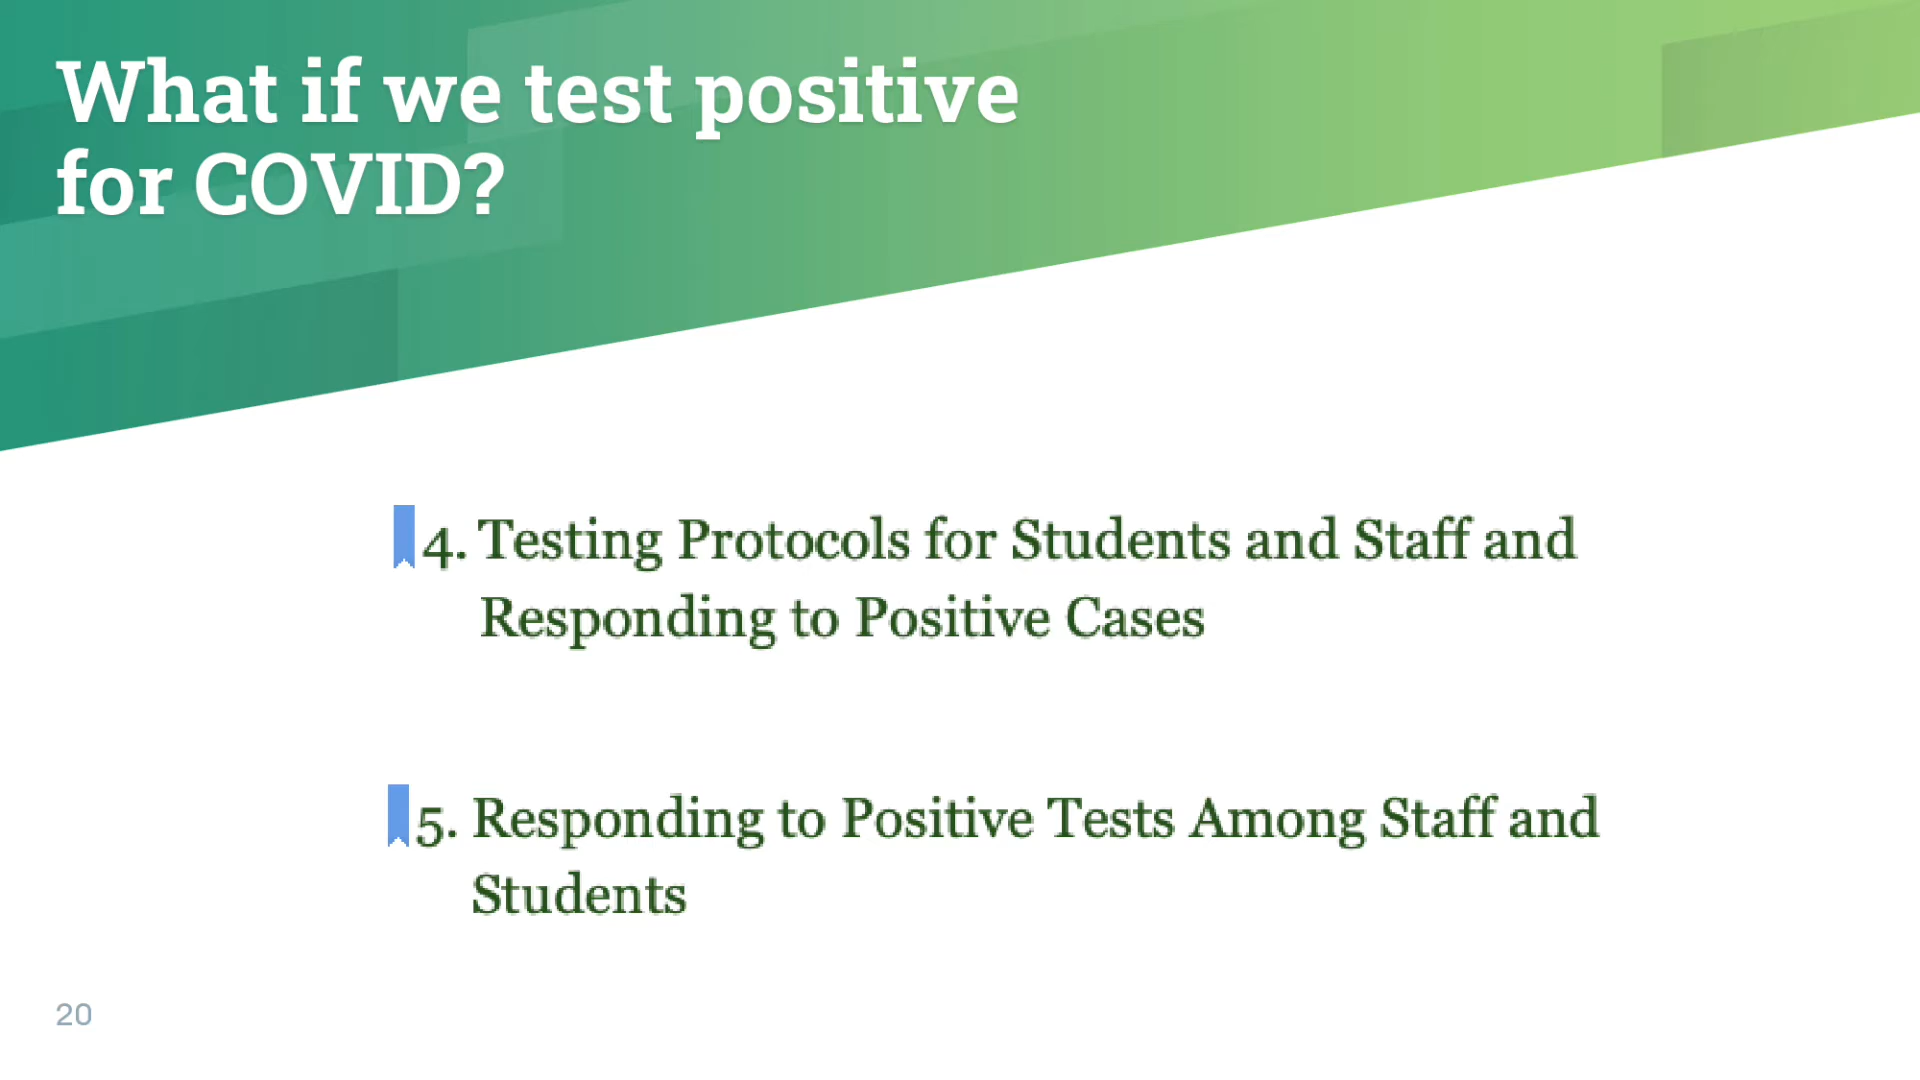 What if we test positive
for COVID?
4. Testing Protocols for Students and Staff and
Responding to Positive Cases
5. Responding to Positive Tests Among Staff and
Students
20